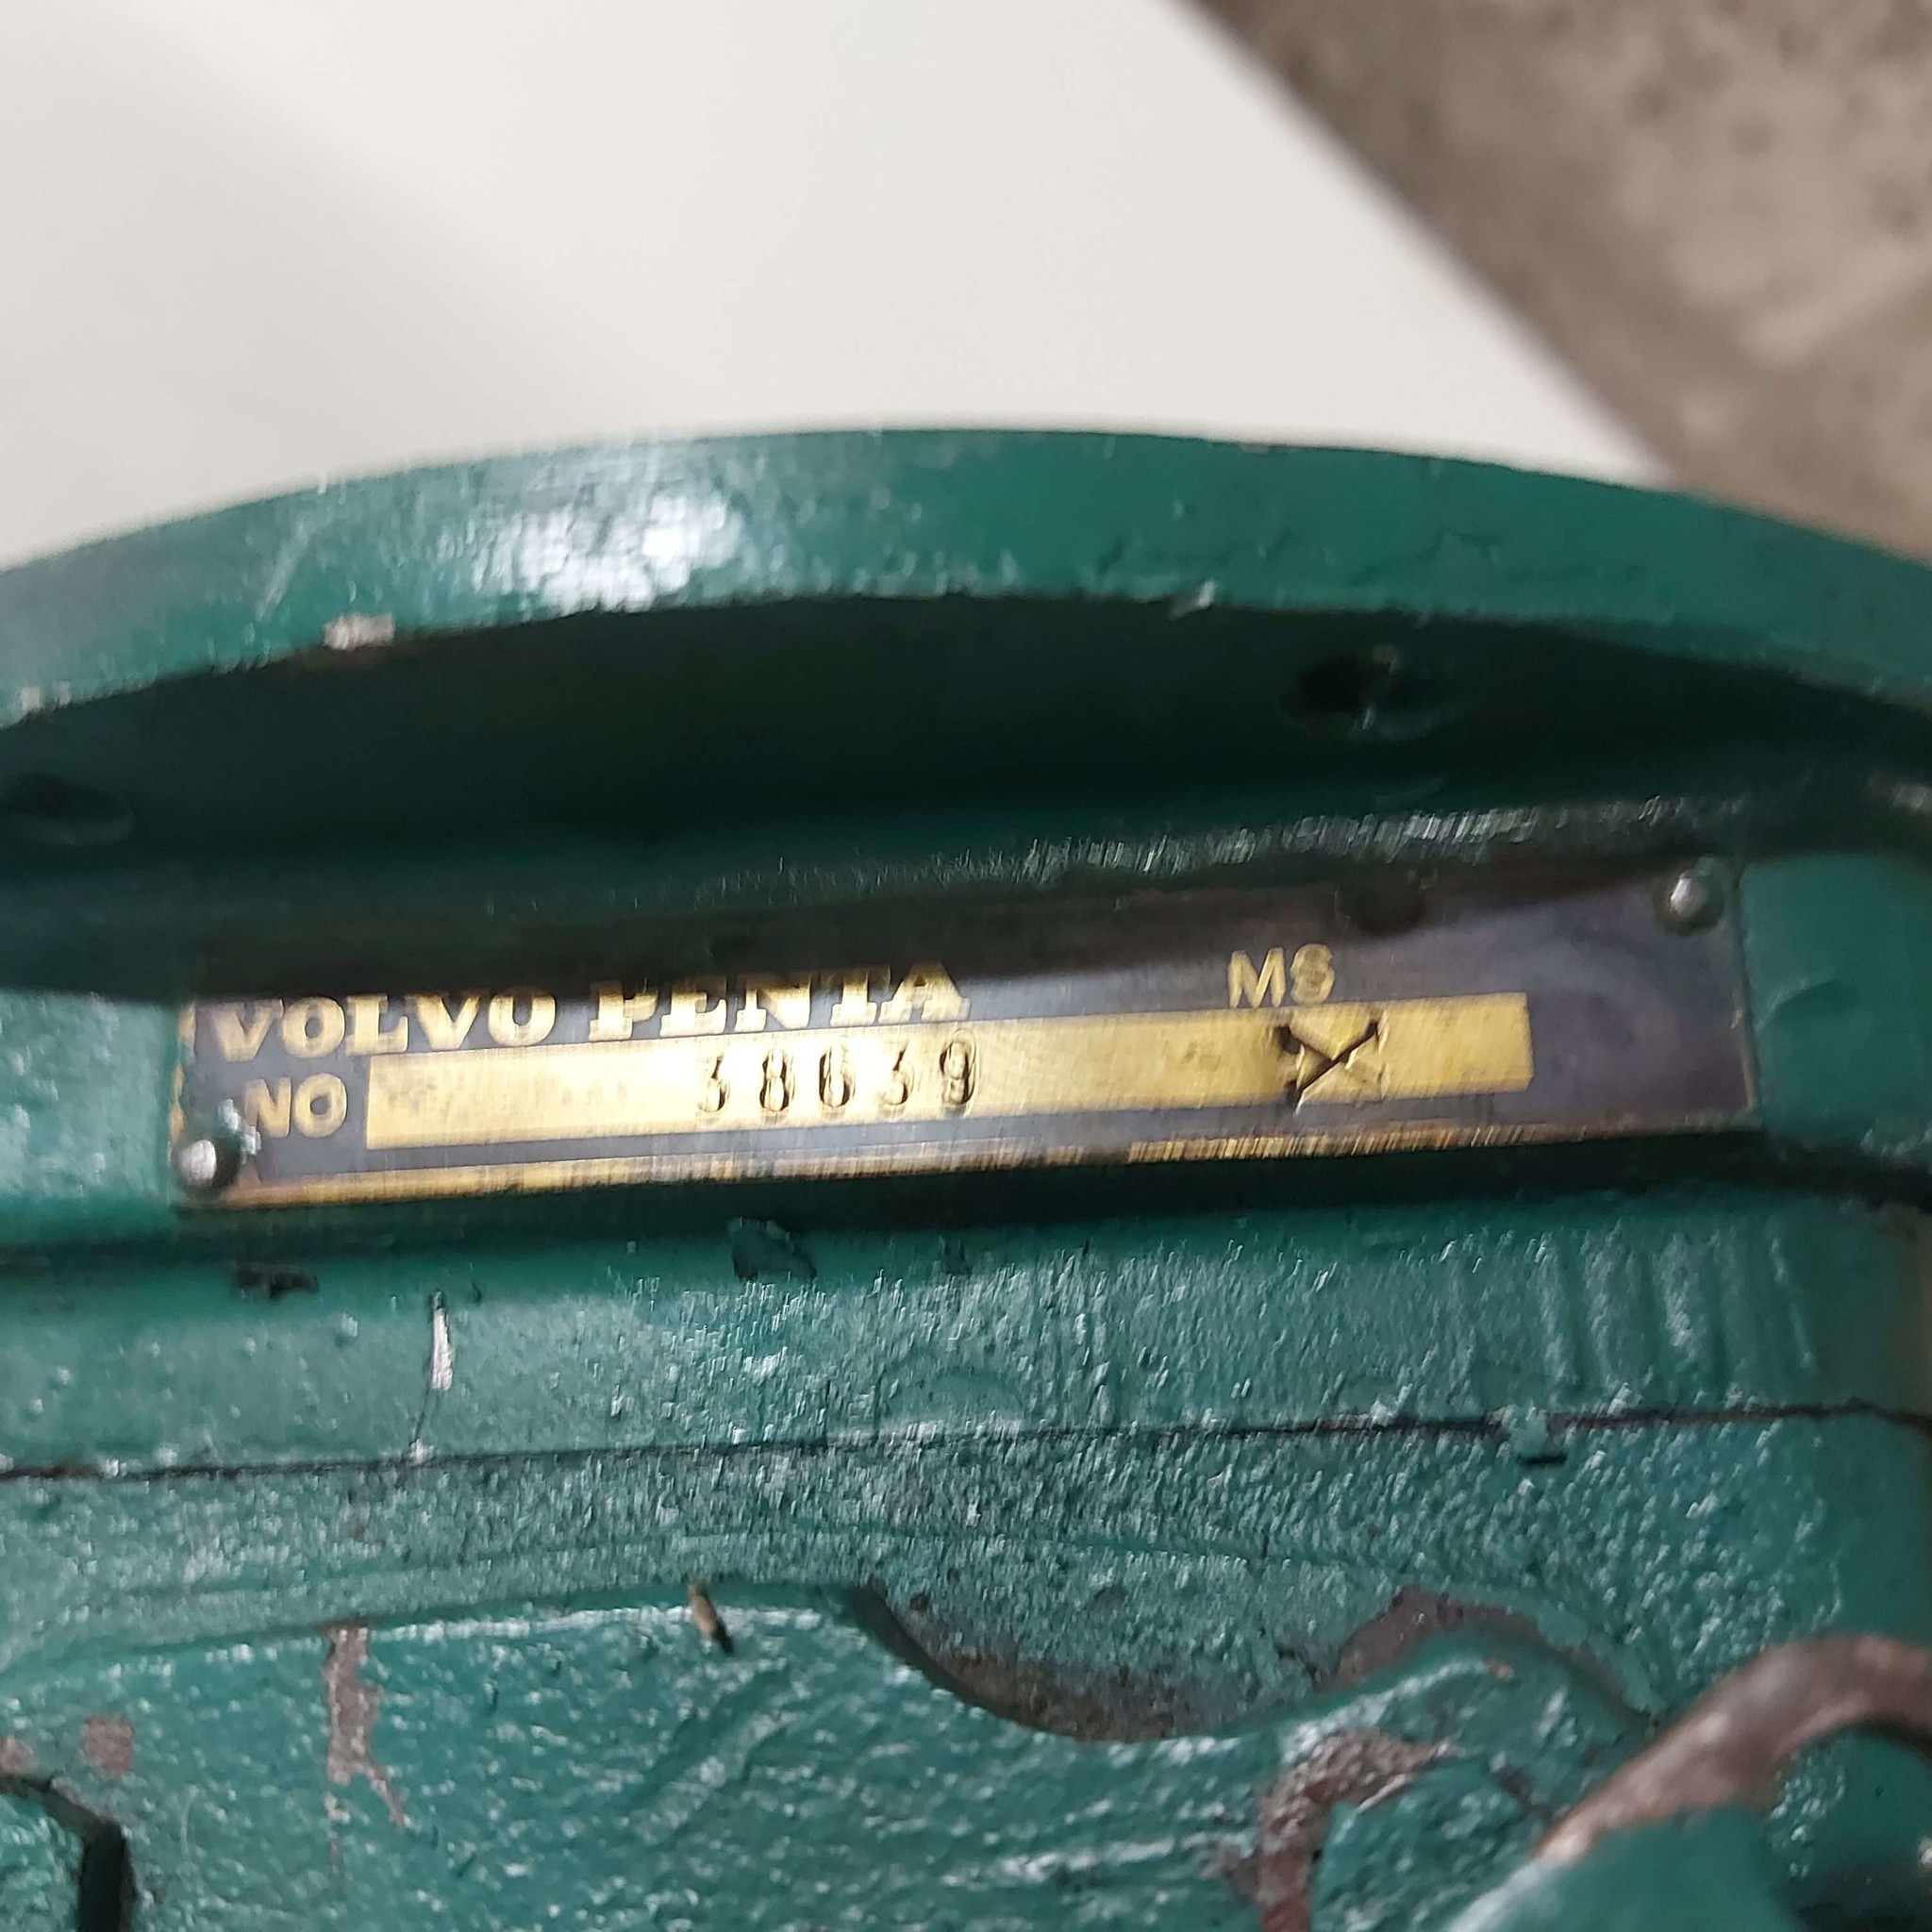 VOLVO PENTA MS
NO 38639 X